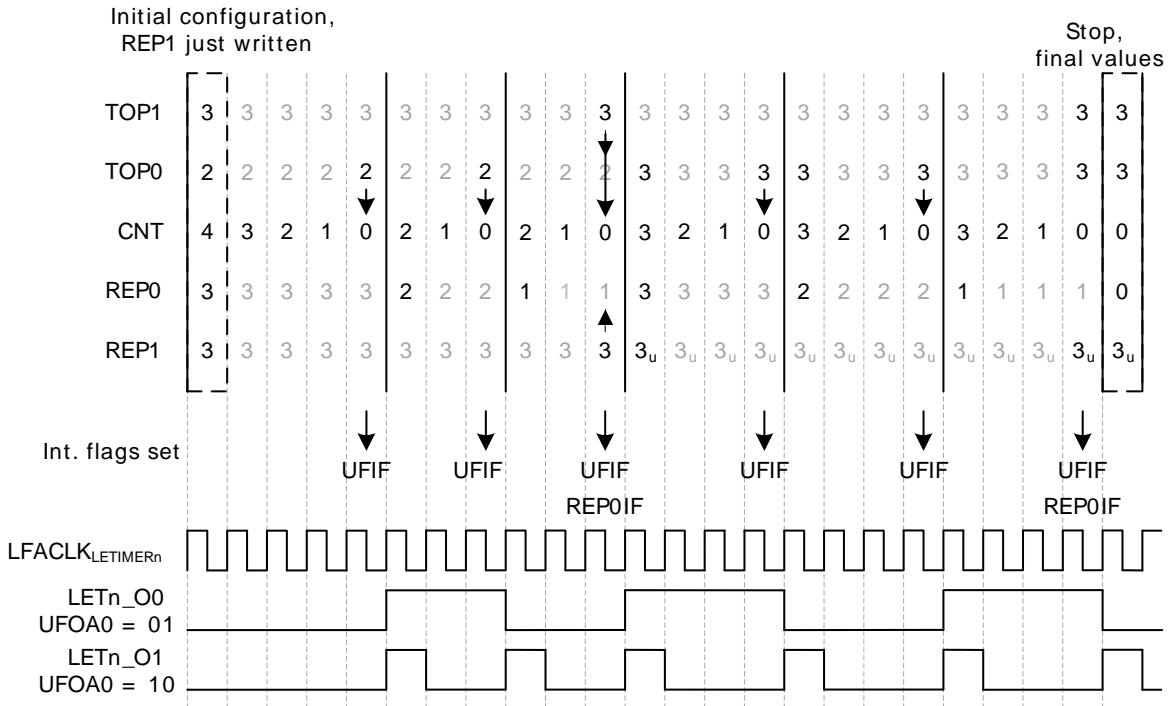 Initial configuration,
REP1 just written
Stop,
final values
TOP1 3 3 3 3 3 3 3 3 3 3 3 3 3 3 3 3 3 3 3 3 3 3 3 3
TOP0 2 2 2 2 2 2 2 2 2 2 2 3 3 3 3 3 3 3 3 3 3 3 3 3
CNT 4 3 2 1 0 2 1 0 2 1 0 3 2 1 0 3 2 1 0 3 2 1 0 0
REP0 3 3 3 3 3 2 2 2 1 1 1 3 3 3 3 2 2 2 2 1 1 1 1 0
REP1 3 3 3 3 3 3 3 3 3 3 3 3u 3u 3u 3u 3u 3u 3u 3u 3u 3u 3u 3u 3u
Int. flags set
UFIF UFIF UFIF UFIF UFIF UFIF
REP0IF REP0IF
LFACLKLETIMERn
LETn_O0
UFOA0 = 01
LETn_O1
UFOA0 = 10